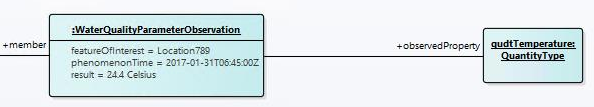 :WaterQualityParameterObservation
+member
featureOfInterest = Location789
phenomenonTime = 2017-01-31T06:45:00Z
result = 24.4 Celsius
+observedProperty
qudtTemperature:
QuantityType